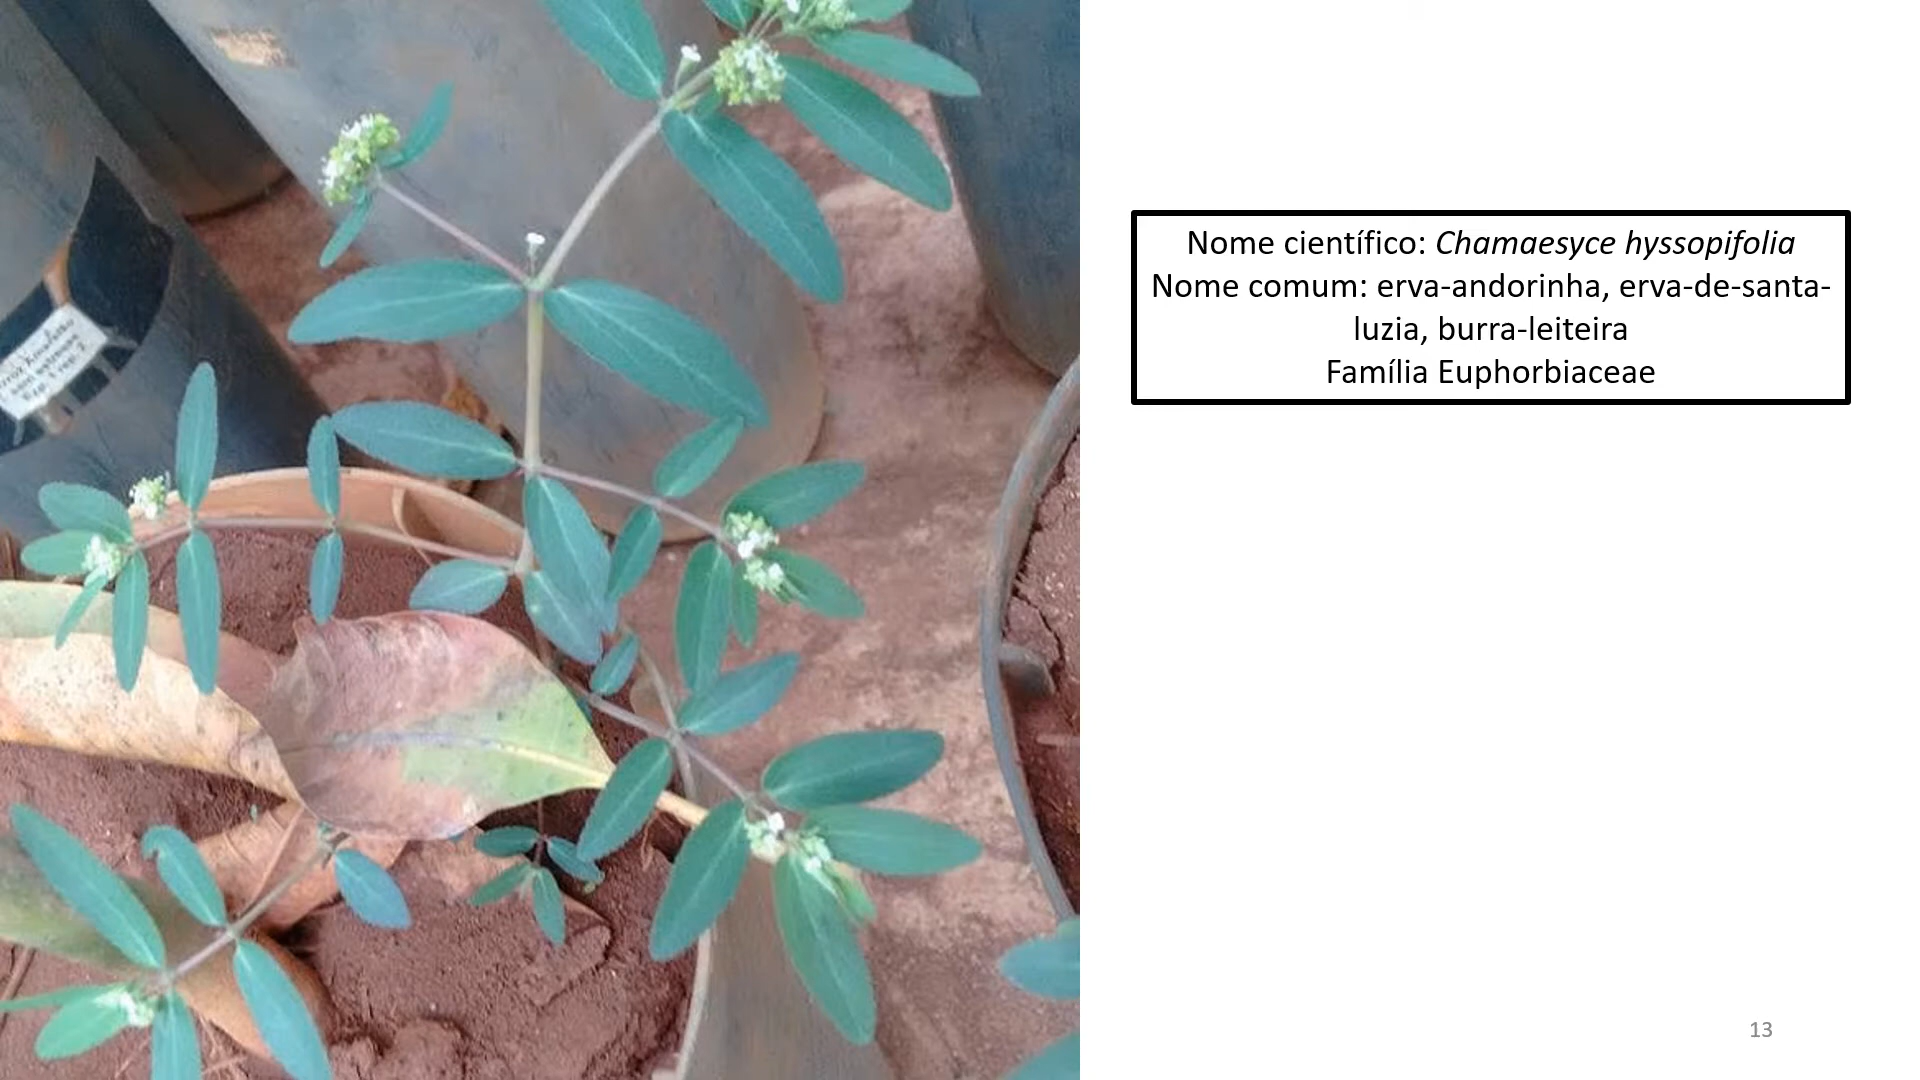 Nome científico: Chamaesyce hyssopifolia
Nome comum: erva-andorinha, erva-de-santa-
luzia, burra-leiteira
Família Euphorbiaceae
13